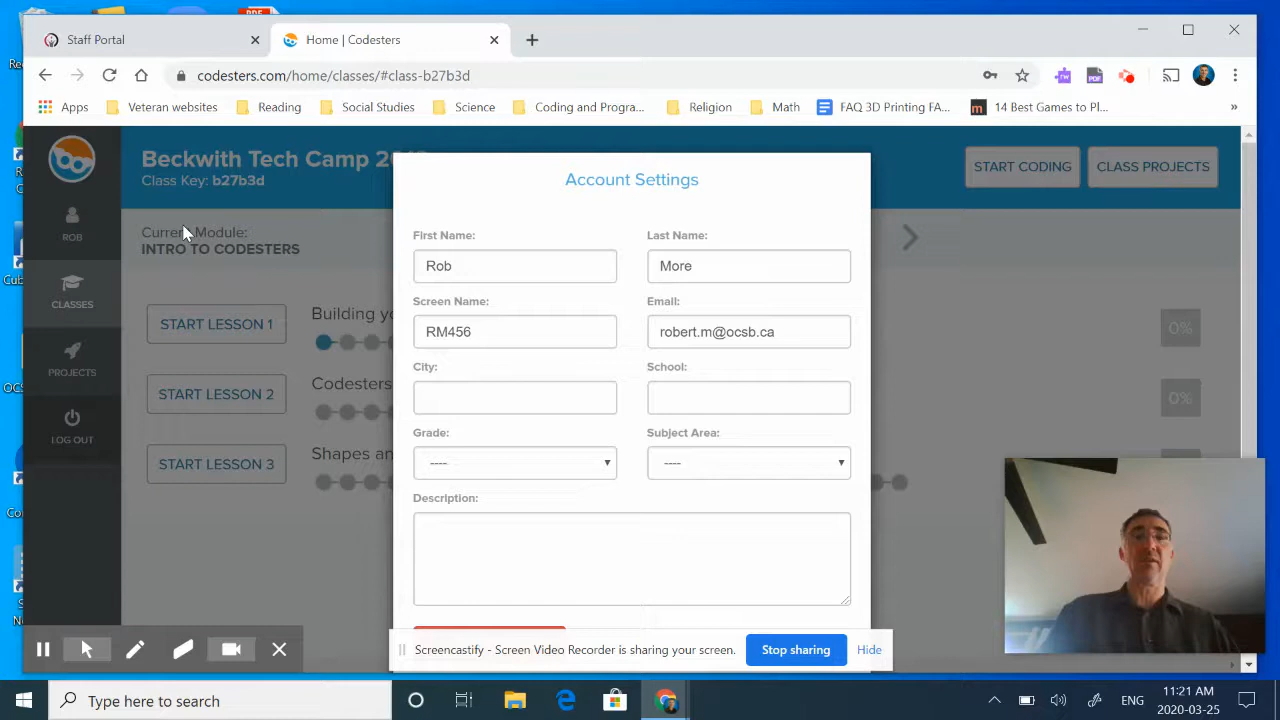 PDF
Staff Portal
Home | Codesters
codesters.com/home/classes/#class-b27b3d
Apps
Veteran websites
Reading
Social Studies
Science
Coding and Progra...
Religion
Math
FAQ 3D Printing FA...
14 Best Games to Pl...
»
Beckwith Tech Camp 2
Class Key: b27b3d
START CODING
CLASS PROJECTS
ROB
CLASSES
PROJECTS
LOG OUT
Current Module:
INTRO TO CODESTERS
START LESSON 1
Building yo
0%
START LESSON 2
Codesters
0%
START LESSON 3
Shapes an
Account Settings
First Name:
Last Name:
Rob
More
Screen Name:
Email:
RM456
robert.m@ocsb.ca
City:
School:
Grade:
Subject Area:
----
----
Description:
Screencastify - Screen Video Recorder is sharing your screen.
Stop sharing
Hide
Type here to search
ENG
11:21 AM
2020-03-25